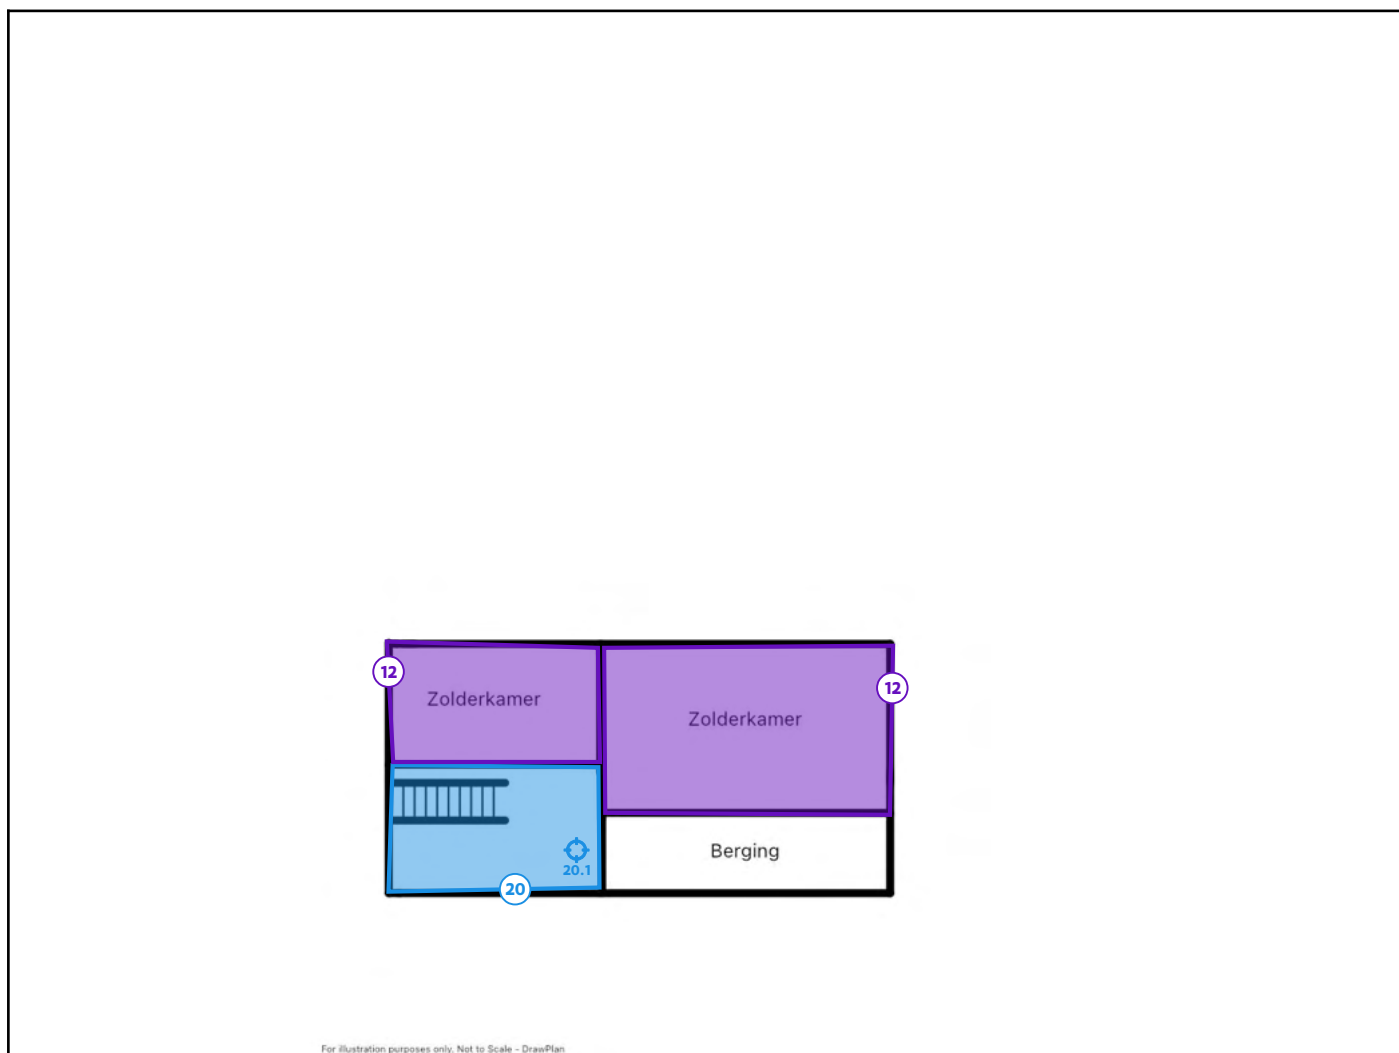 12
Zolderkamer
12
Zolderkamer
20.1
Berging
20
For illustration purposes only. Not to Scale - DrawPlan